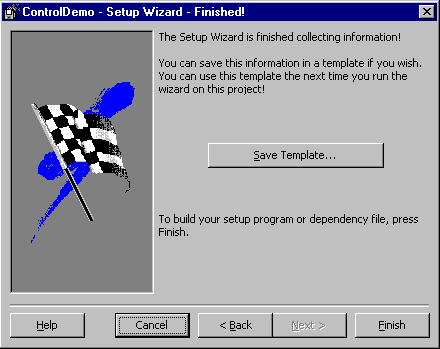 ControlDemo - Setup Wizard - Finished!
The Setup Wizard is finished collecting information!
You can save this information in a template if you wish.
You can use this template the next time you run the
wizard on this project!
Save Template...
To build your setup program or dependency file, press
Finish.
Help
Cancel
< Back
Next >
Finish